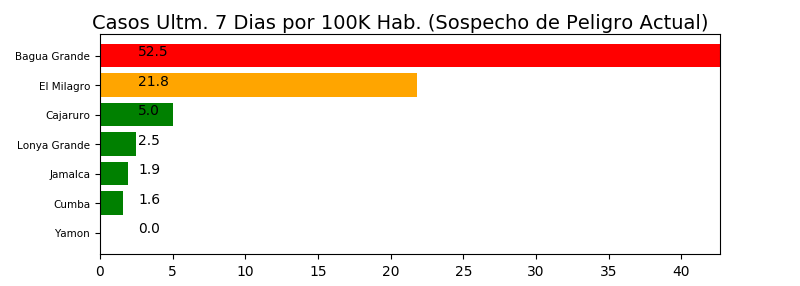 Casos Ultm. 7 Dias por 100K Hab. (Sospecho de Peligro Actual)
Bagua Grande 52.5
El Milagro 21.8
Cajaruro 5.0
Lonya Grande 2.5
Jamalca 1.9
Cumba 1.6
Yamon 0.0
0 5 10 15 20 25 30 35 40